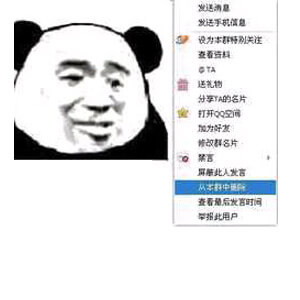 发送消息
发送手机信息
设为本群特别关注
查看资料
@TA
送礼物
分享TA的名片
打开QQ空间
加为好友
修改群名片
禁言
屏蔽此人发言
从本群中删除
查看最后发言时间
举报此用户